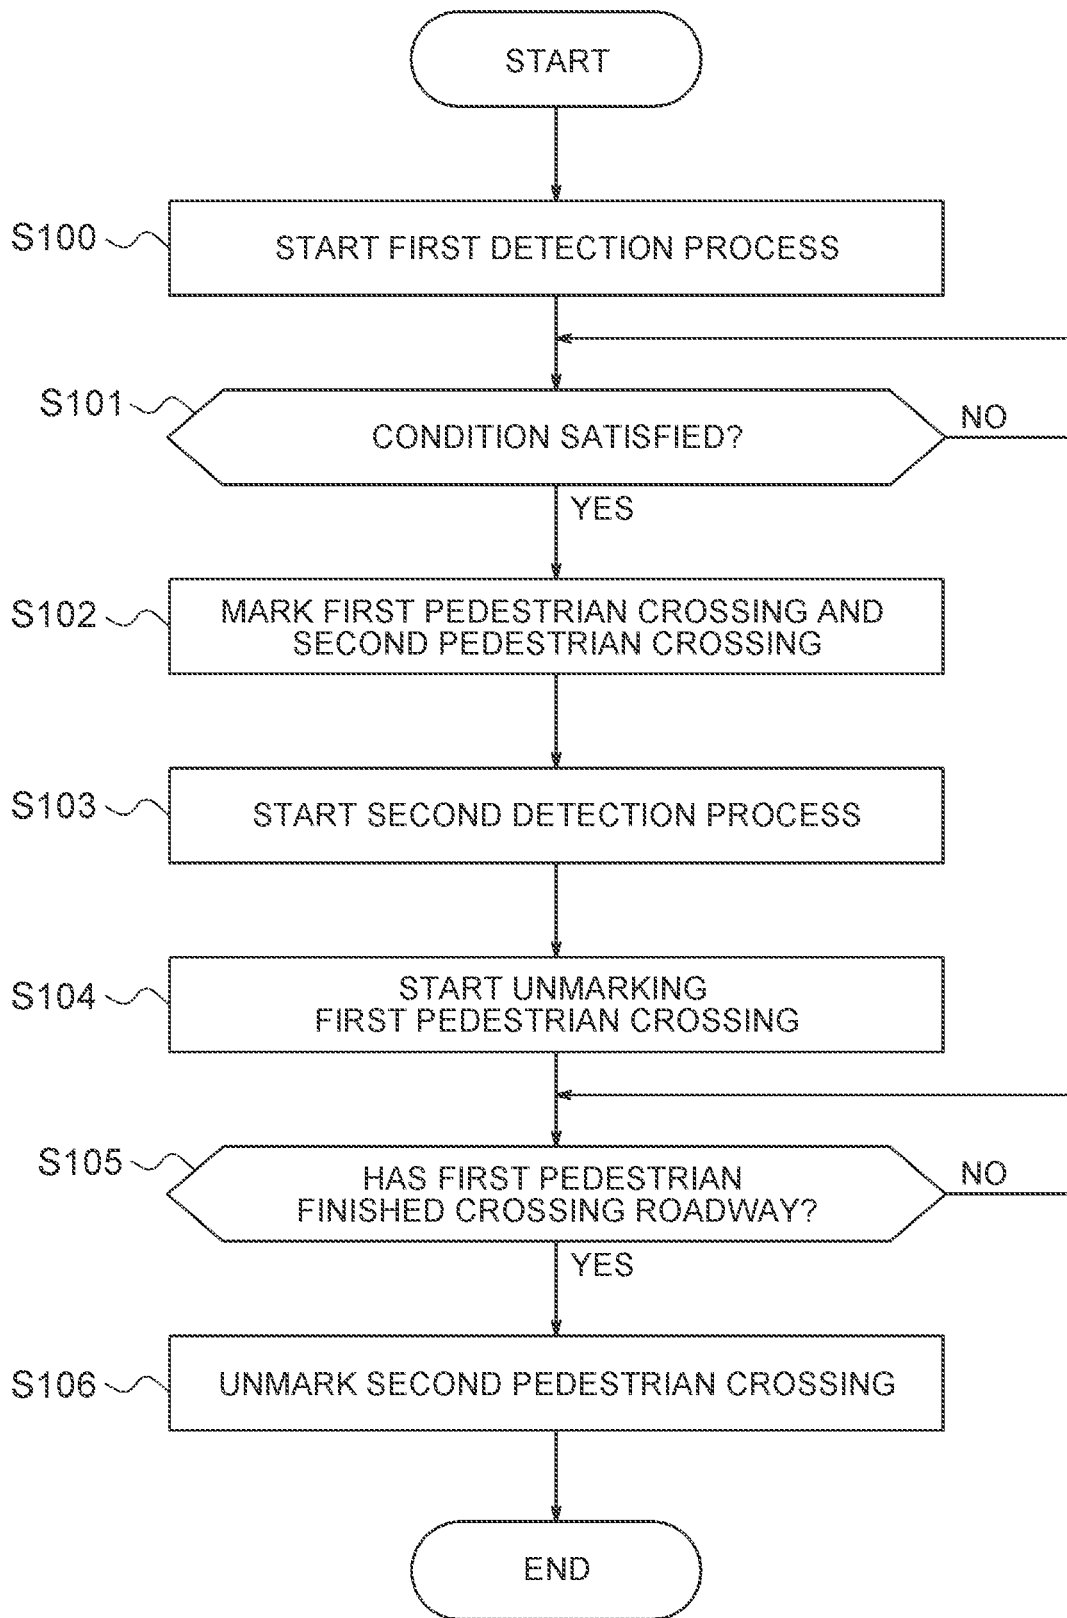 START
S100
START FIRST DETECTION PROCESS
S101
CONDITION SATISFIED?
NO
YES
S102
MARK FIRST PEDESTRIAN CROSSING AND
SECOND PEDESTRIAN CROSSING
S103
START SECOND DETECTION PROCESS
S104
START UNMARKING
FIRST PEDESTRIAN CROSSING
S105
HAS FIRST PEDESTRIAN
FINISHED CROSSING ROADWAY?
NO
YES
S106
UNMARK SECOND PEDESTRIAN CROSSING
END